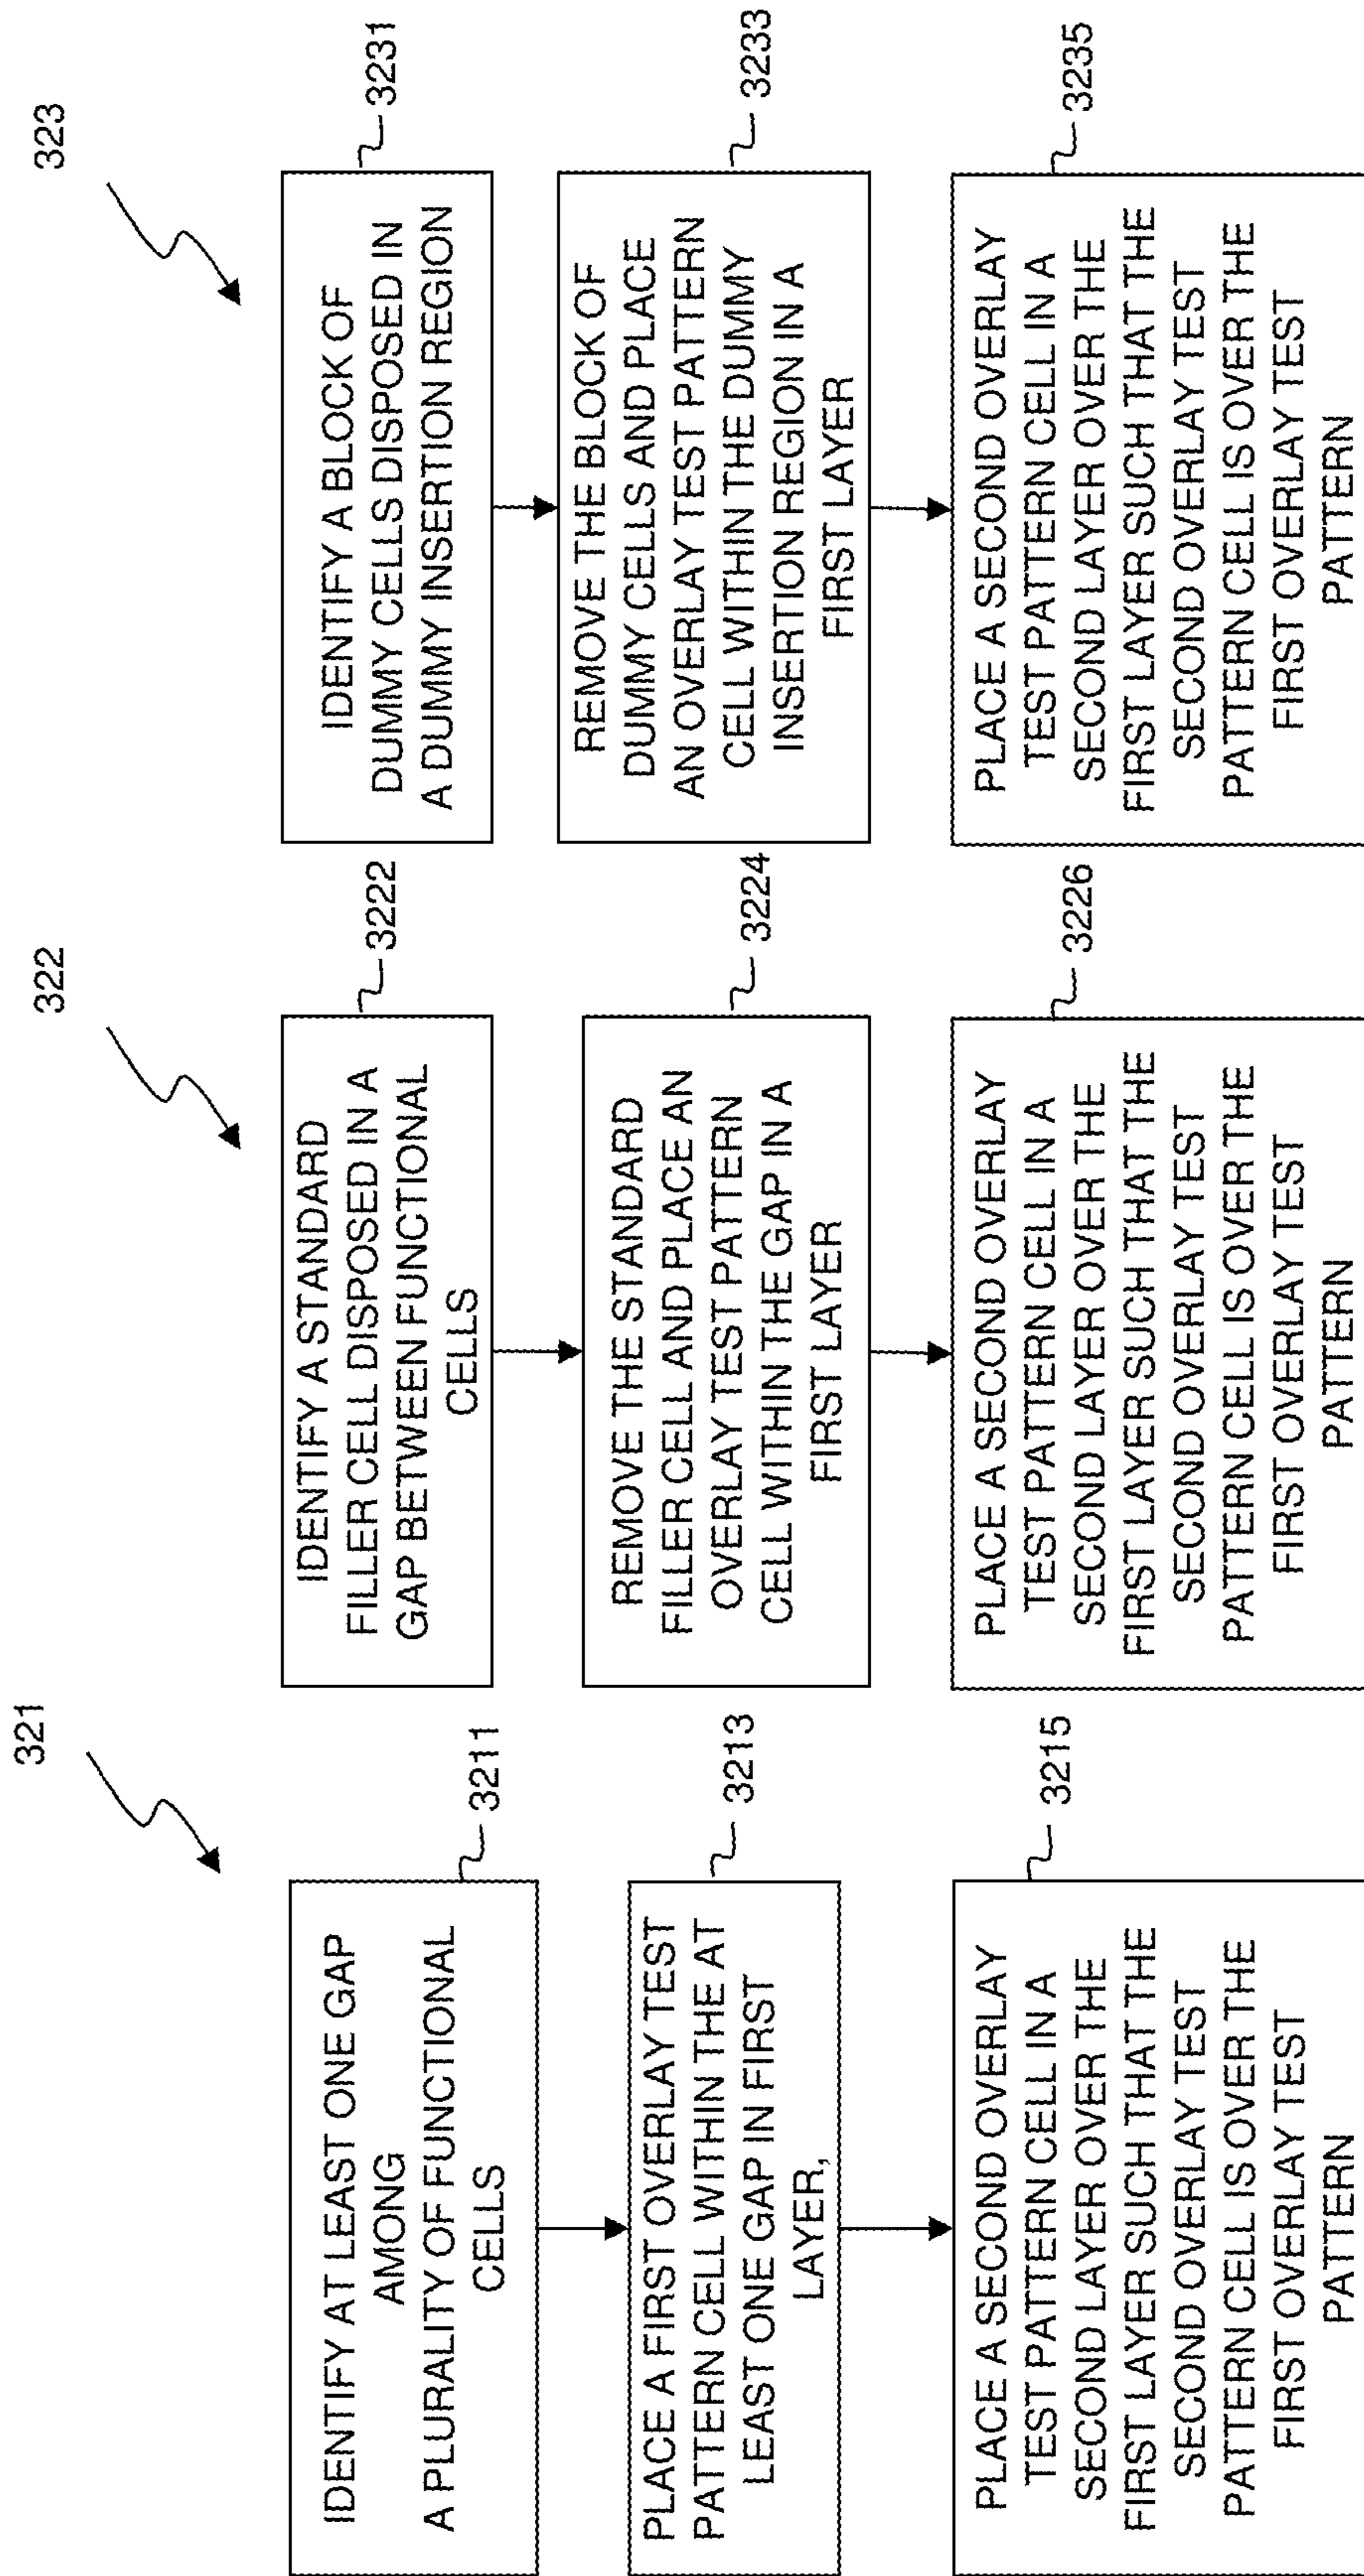 321
IDENTIFY AT LEAST ONE GAP
AMONG
A PLURALITY OF FUNCTIONAL
CELLS
3211
PLACE A FIRST OVERLAY TEST
PATTERN CELL WITHIN THE AT
LEAST ONE GAP IN FIRST
LAYER,
3213
PLACE A SECOND OVERLAY
TEST PATTERN CELL IN A
SECOND LAYER OVER THE
FIRST LAYER SUCH THAT THE
SECOND OVERLAY TEST
PATTERN CELL IS OVER THE
FIRST OVERLAY TEST
PATTERN
3215
322
IDENTIFY A STANDARD
FILLER CELL DISPOSED IN A
GAP BETWEEN FUNCTIONAL
CELLS
3222
REMOVE THE STANDARD
FILLER CELL AND PLACE AN
OVERLAY TEST PATTERN
CELL WITHIN THE GAP IN A
FIRST LAYER
3224
PLACE A SECOND OVERLAY
TEST PATTERN CELL IN A
SECOND LAYER OVER THE
FIRST LAYER SUCH THAT THE
SECOND OVERLAY TEST
PATTERN CELL IS OVER THE
FIRST OVERLAY TEST
PATTERN
3226
323
IDENTIFY A BLOCK OF
DUMMY CELLS DISPOSED IN
A DUMMY INSERTION REGION
3231
REMOVE THE BLOCK OF
DUMMY CELLS AND PLACE
AN OVERLAY TEST PATTERN
CELL WITHIN THE DUMMY
INSERTION REGION IN A
FIRST LAYER
3233
PLACE A SECOND OVERLAY
TEST PATTERN CELL IN A
SECOND LAYER OVER THE
FIRST LAYER SUCH THAT THE
SECOND OVERLAY TEST
PATTERN CELL IS OVER THE
FIRST OVERLAY TEST
PATTERN
3235